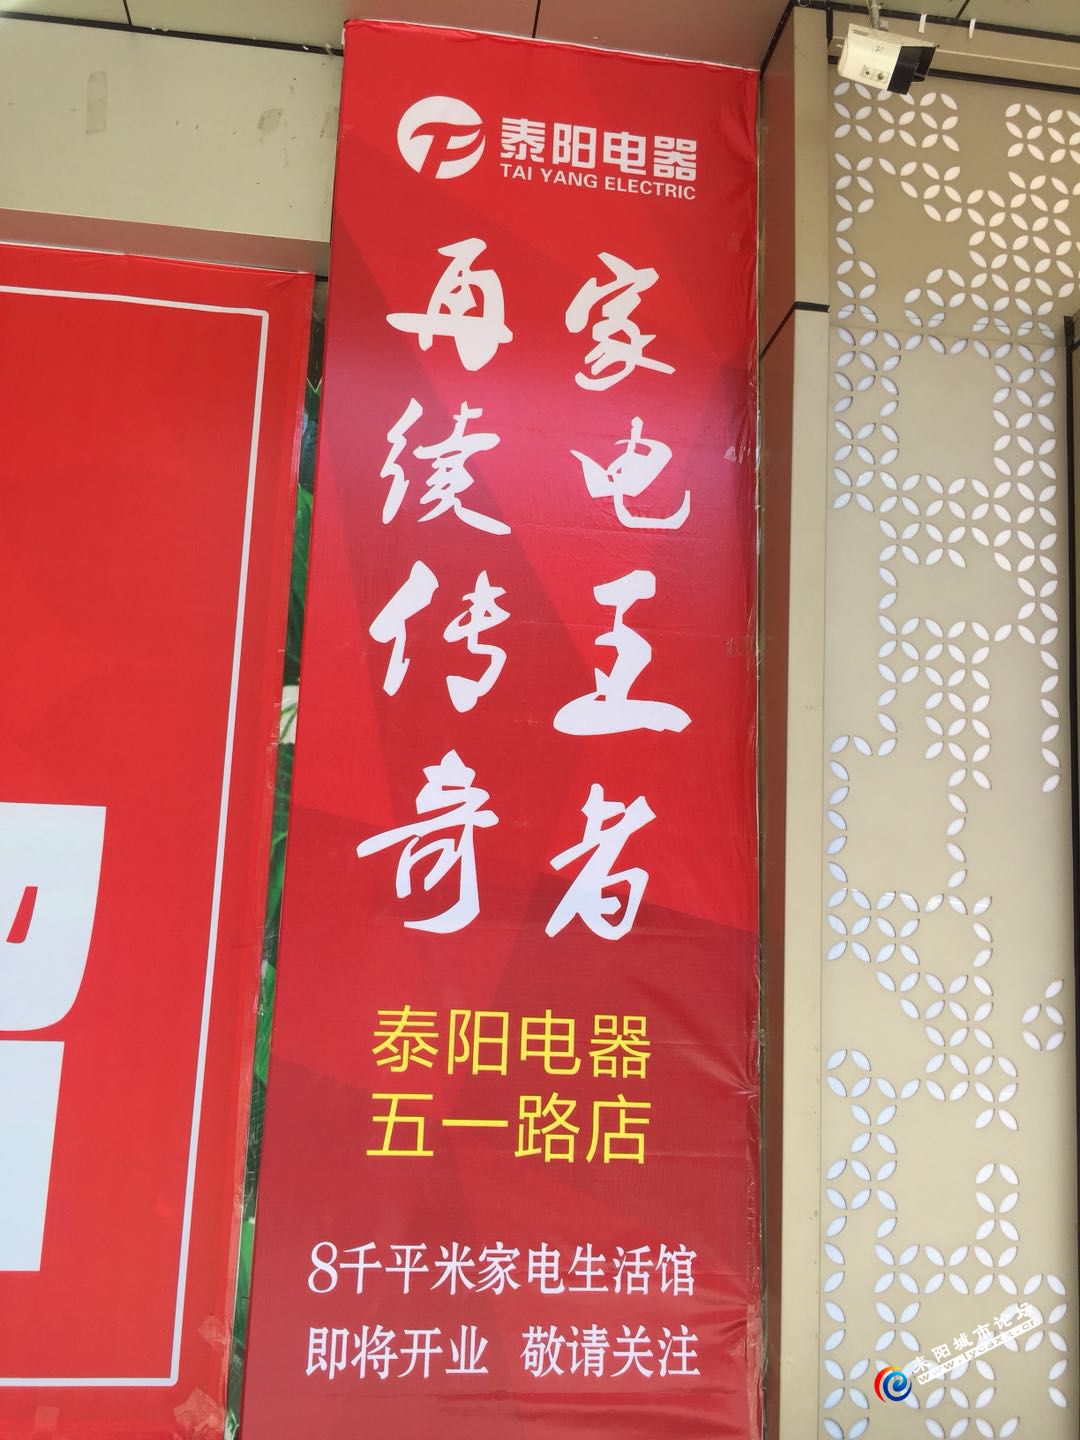 泰阳电器
TAI YANG ELECTRIC
家电王者
再续传奇
泰阳电器
五一路店
8千平米家电生活馆
即将开业 敬请关注
耒阳城市论坛